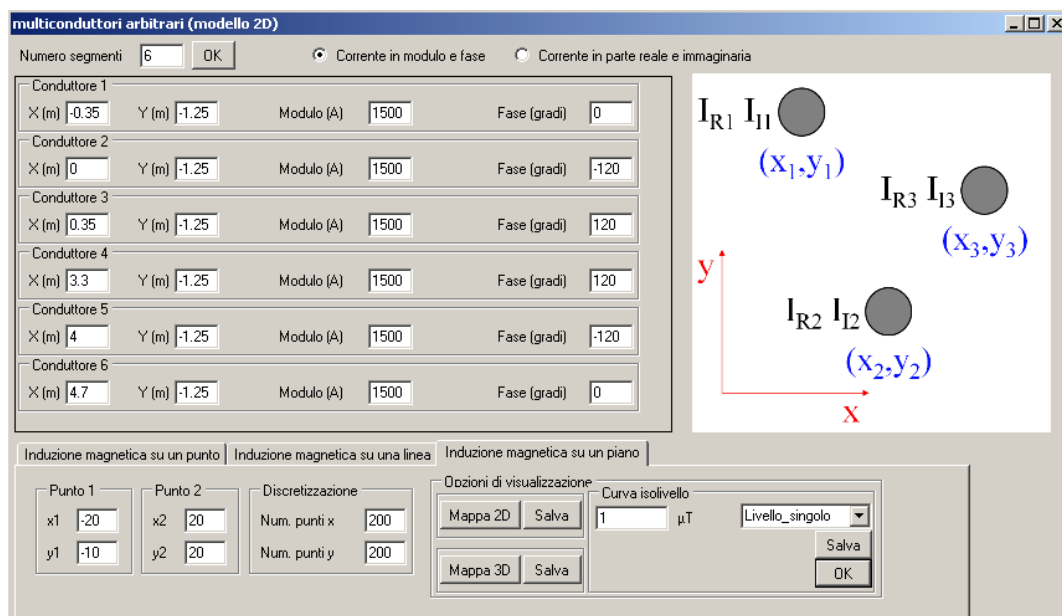 multiconduttori arbitrari (modello 2D)
Numero segmenti 6 OK Corrente in modulo e fase Corrente in parte reale e immaginaria
Conduttore 1
X (m) -0.35 Y (m) -1.25 Modulo (A) 1500 Fase (gradi) 0
Conduttore 2
X (m) 0 Y (m) -1.25 Modulo (A) 1500 Fase (gradi) -120
Conduttore 3
X (m) 0.35 Y (m) -1.25 Modulo (A) 1500 Fase (gradi) 120
Conduttore 4
X (m) 3.3 Y (m) -1.25 Modulo (A) 1500 Fase (gradi) 120
Conduttore 5
X (m) 4 Y (m) -1.25 Modulo (A) 1500 Fase (gradi) -120
Conduttore 6
X (m) 4.7 Y (m) -1.25 Modulo (A) 1500 Fase (gradi) 0
I_R1 I_I1
(x_1,y_1)
I_R3 I_I3
(x_3,y_3)
y
I_R2 I_I2
(x_2,y_2)
x
Induzione magnetica su un punto Induzione magnetica su una linea Induzione magnetica su un piano
Punto 1
x1 -20
y1 -10
Punto 2
x2 20
y2 20
Discretizzazione
Num. punti x 200
Num. punti y 200
Opzioni di visualizzazione
Mappa 2D Salva
Mappa 3D Salva
Curva isolivello
1 µT Livello_singolo
Salva
OK